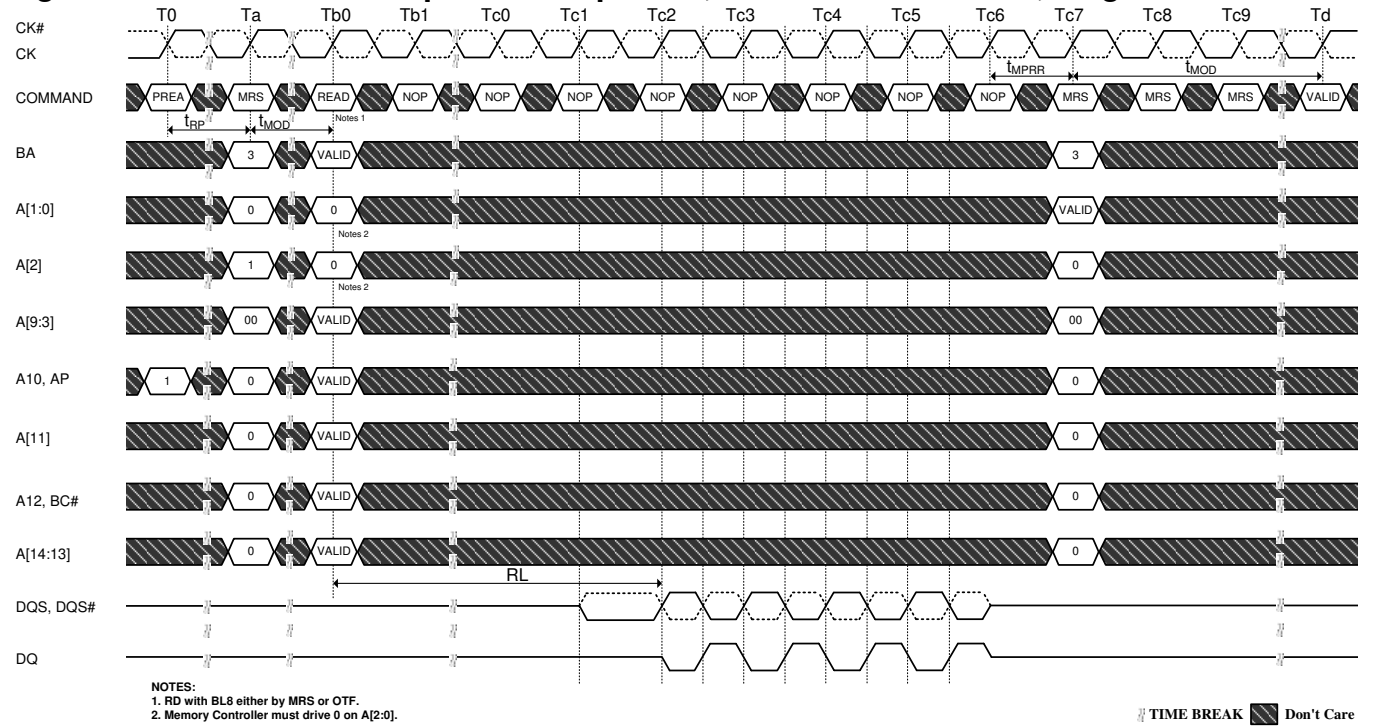 T0 Ta Tb0 Tb1 Tc0 Tc1 Tc2 Tc3 Tc4 Tc5 Tc6 Tc7 Tc8 Tc9 Td
CK#
CK
tMPRR tMOD
COMMAND PREA MRS READ NOP NOP NOP NOP NOP NOP NOP NOP MRS MRS MRS VALID
Notes 1
tRP tMOD
BA 3 VALID 3
A[1:0] 0 0 VALID
Notes 2
A[2] 1 0 0
Notes 2
A[9:3] 00 VALID 00
A10, AP 1 0 VALID 0
A[11] 0 VALID 0
A12, BC# 0 VALID 0
A[14:13] 0 VALID 0
RL
DQS, DQS#
DQ
NOTES:
1. RD with BL8 either by MRS or OTF.
2. Memory Controller must drive 0 on A[2:0].
TIME BREAK Don't Care